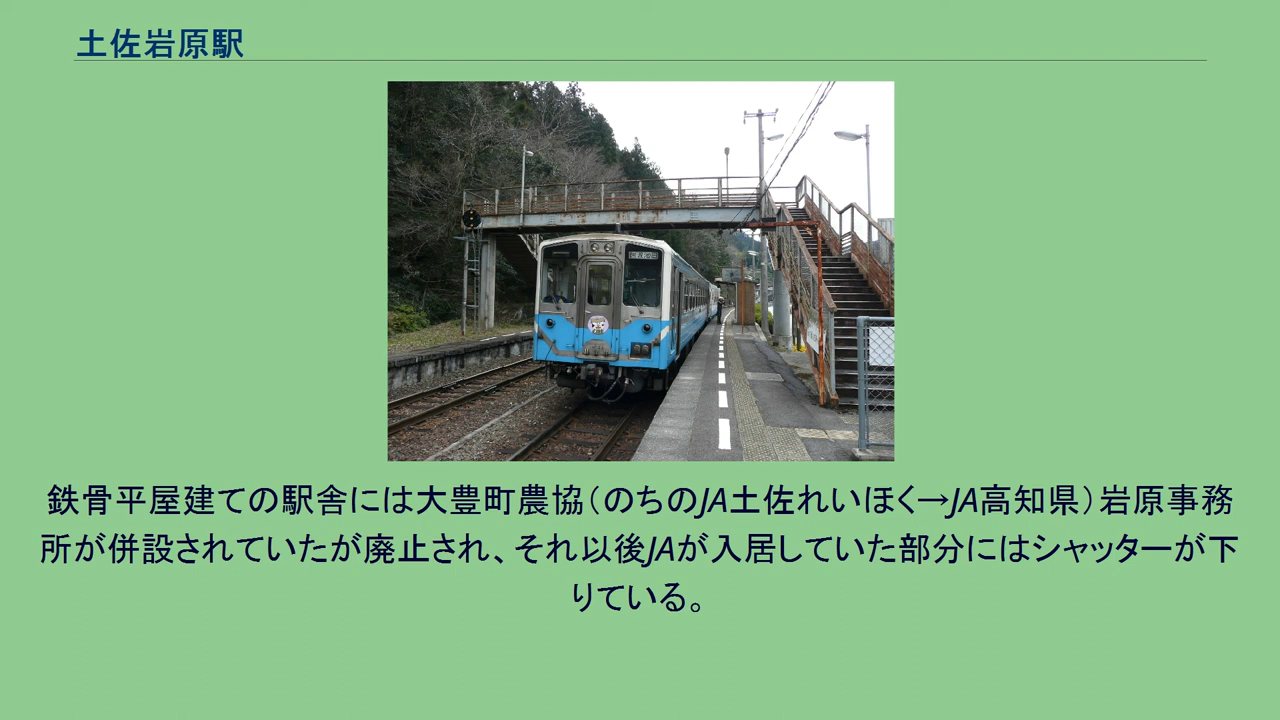 土佐岩原駅
鉄骨平屋建ての駅舎には大豊町農協（のちのJA土佐れいほく→JA高知県）岩原事務
所が併設されていたが廃止され、それ以後JAが入居していた部分にはシャッターが下
りている。